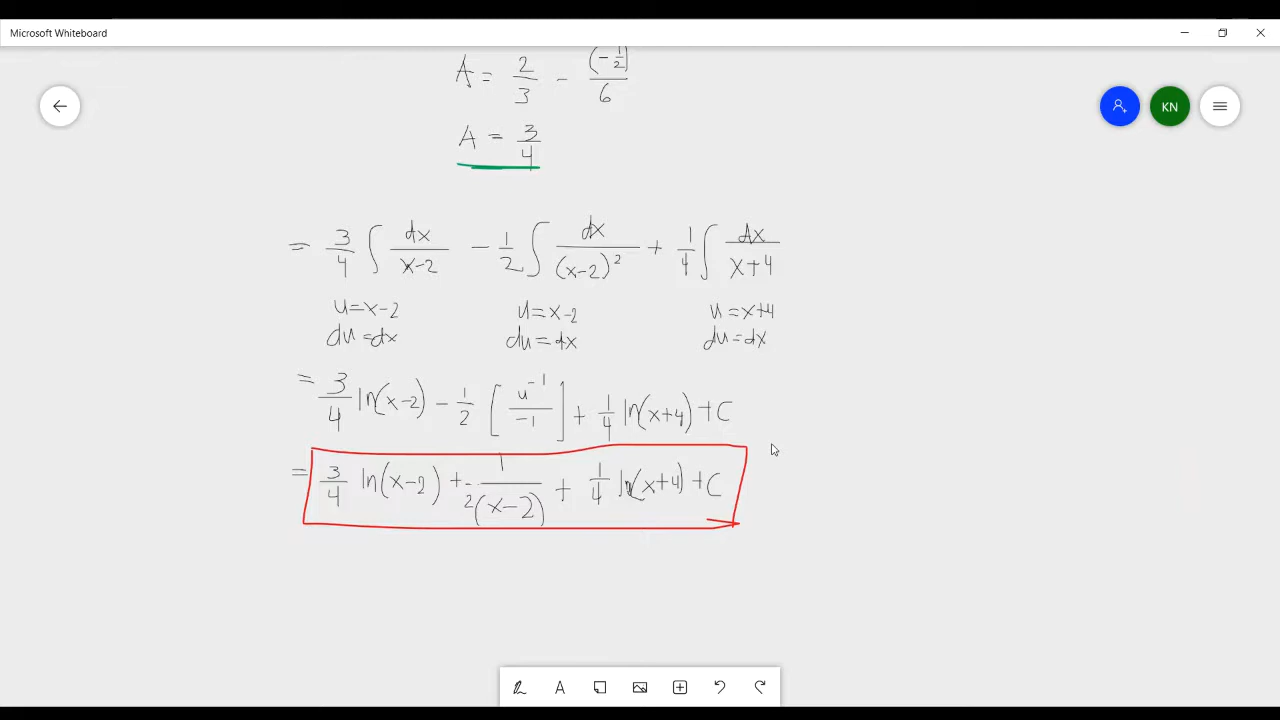 Microsoft Whiteboard
A = 2/3 - (-1/2)/6
KN
A = 3/4
= 3/4 ∫ dx/(x-2) - 1/2 ∫ dx/(x-2)² + 1/4 ∫ dx/(x+4)
u=x-2 u=x-2 u=x+4
du=dx du=dx du=dx
= 3/4 ln(x-2) - 1/2 [u⁻¹/-1] + 1/4 ln(x+4) + C
= 3/4 ln(x-2) + 1/2(x-2) + 1/4 ln(x+4) + C
A